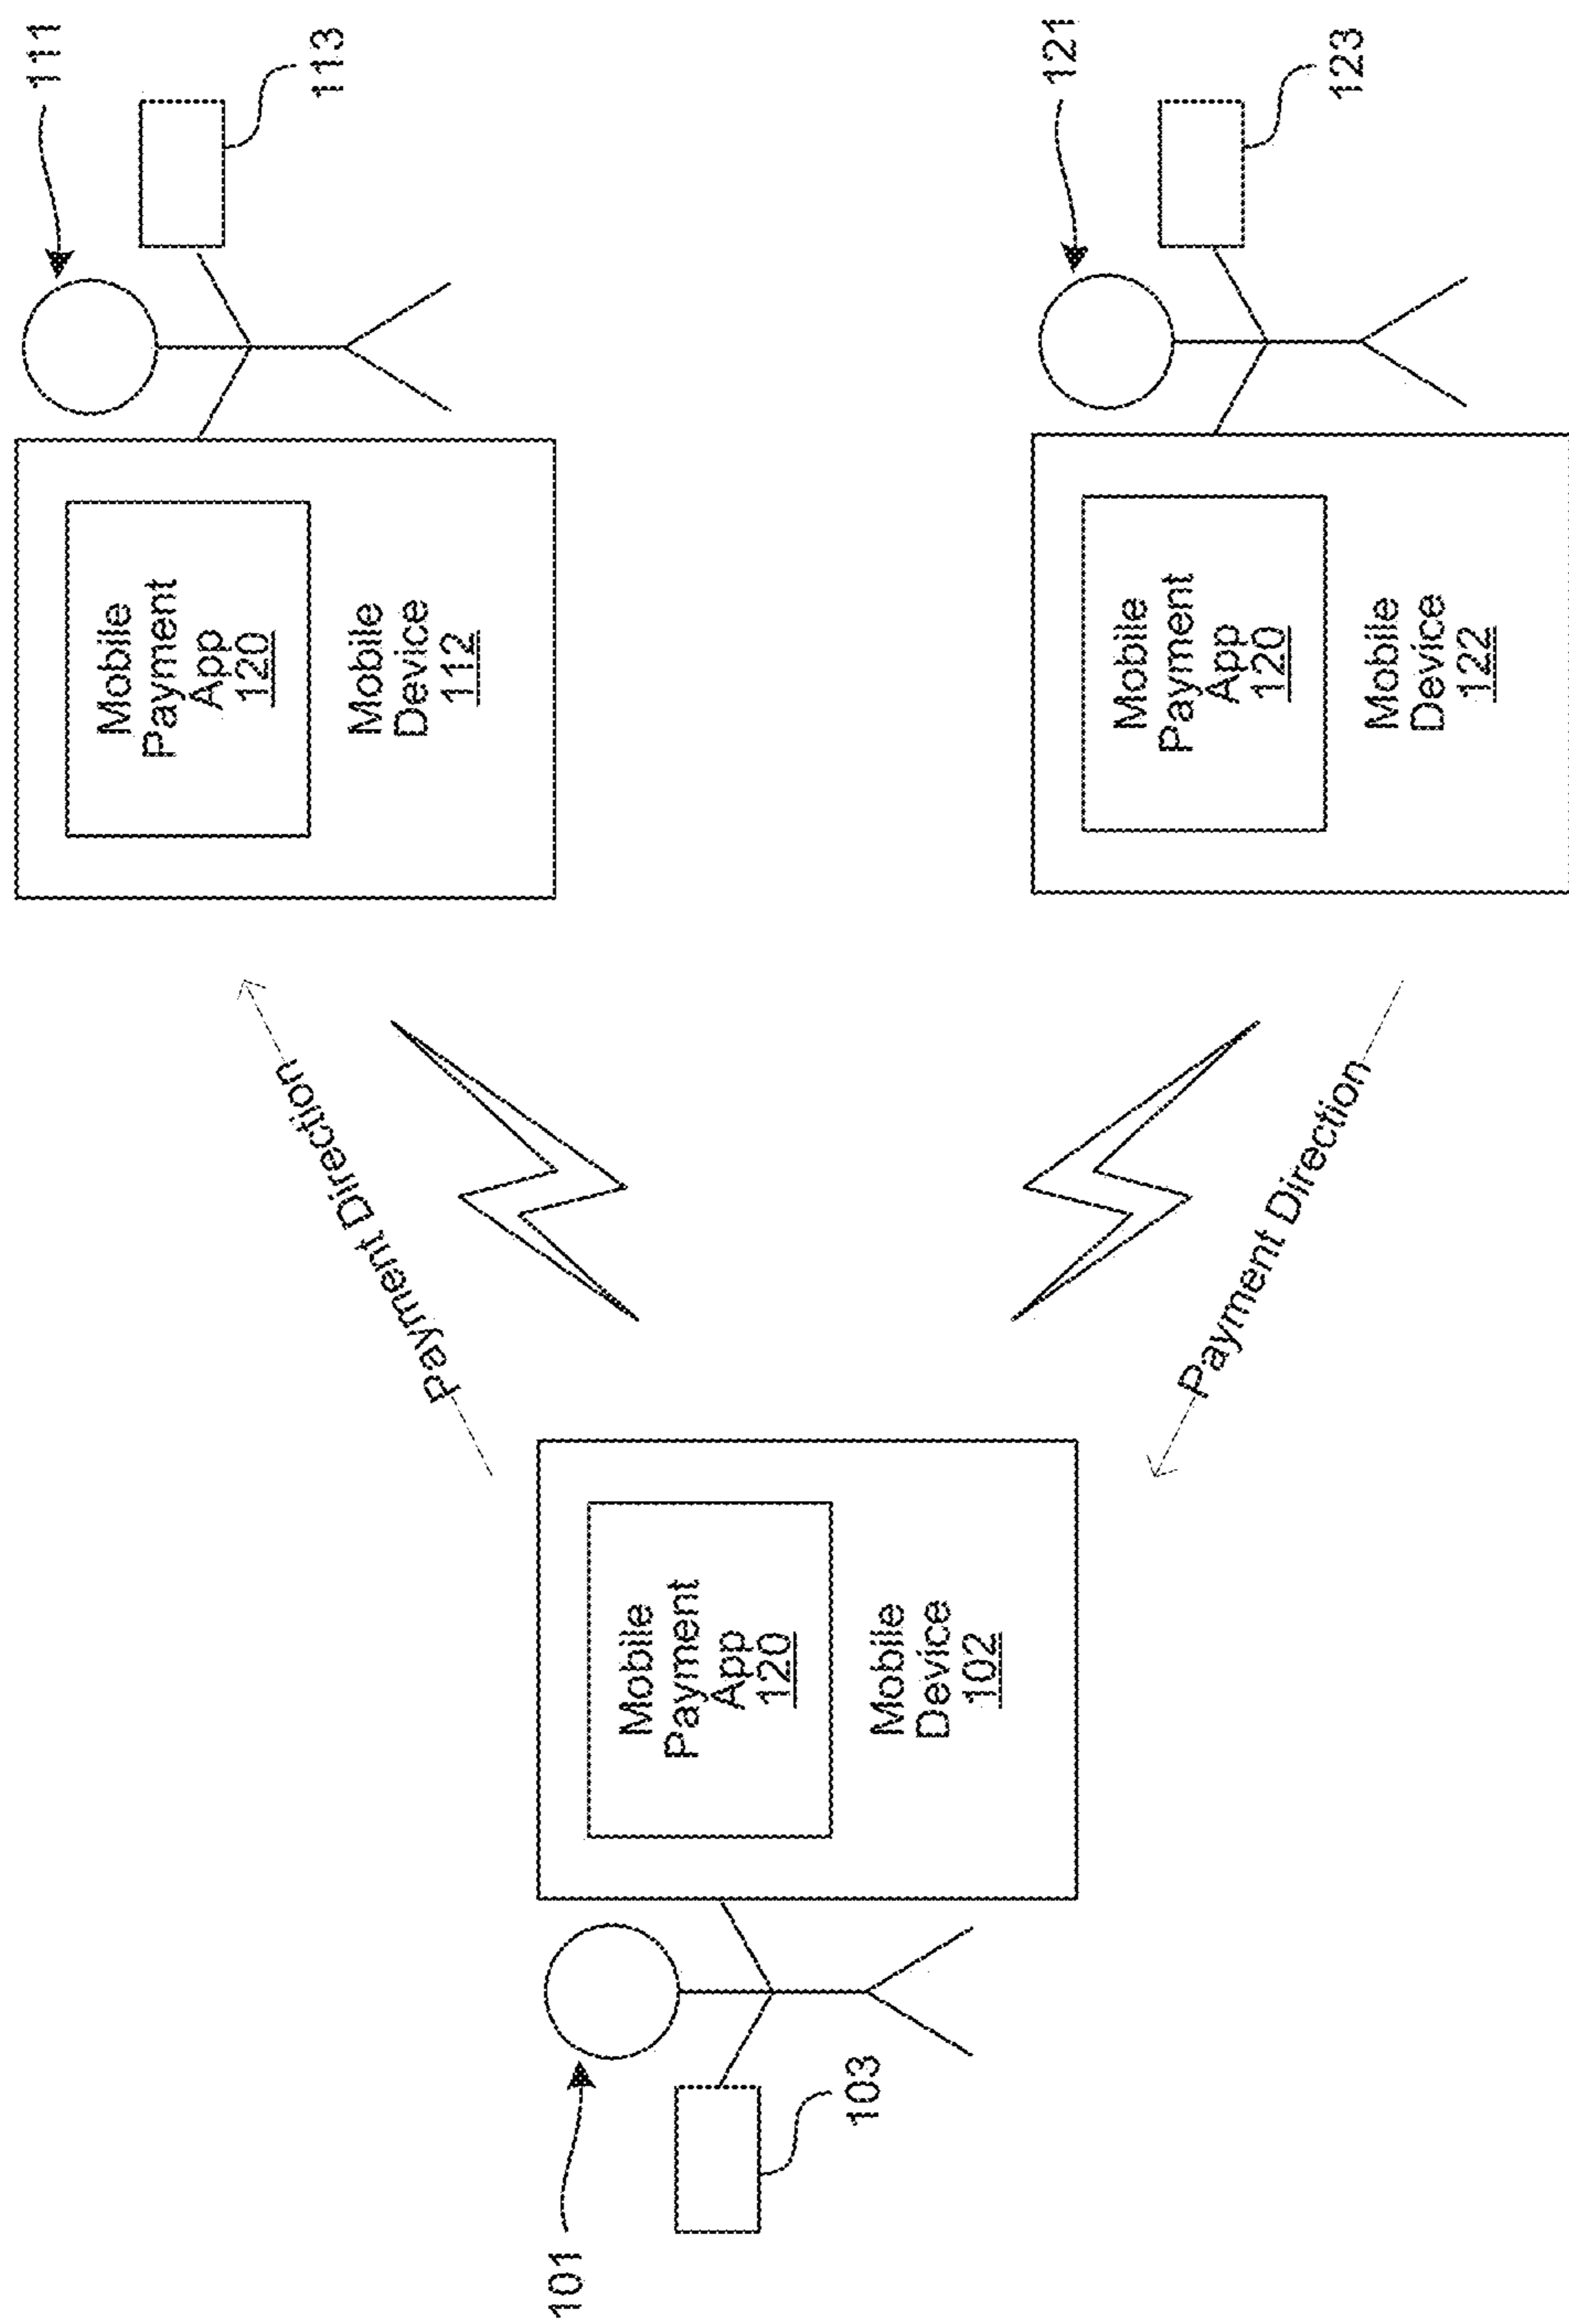 111
113
Mobile
Payment
App
120
Mobile
Device
112
Payment Direction
101
103
Mobile
Payment
App
120
Mobile
Device
102
Payment Direction
121
123
Mobile
Payment
App
120
Mobile
Device
122